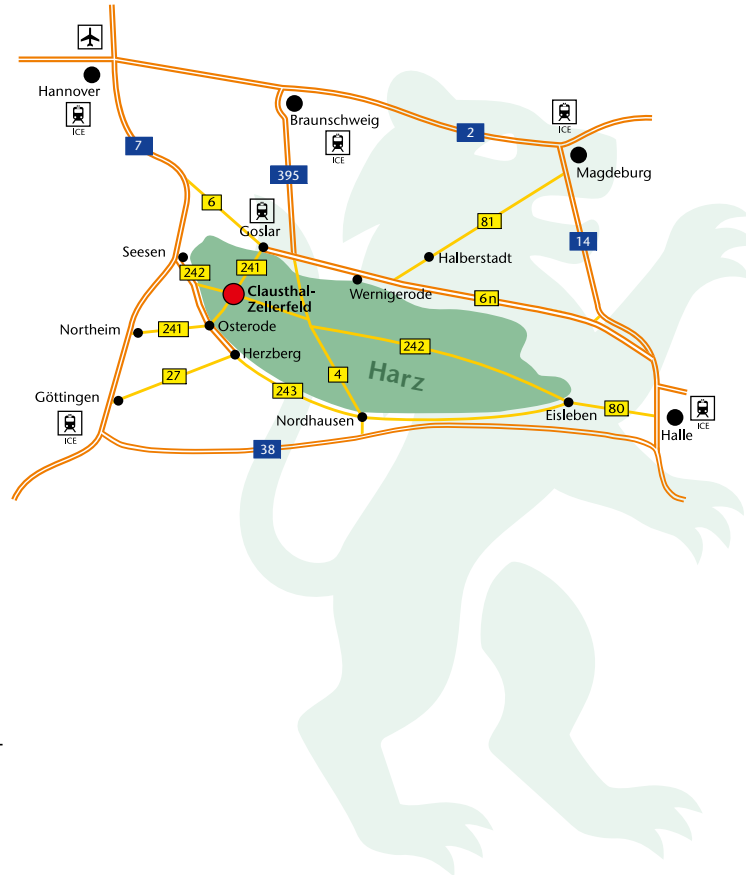 Hannover
ICE
7
Braunschweig
ICE
2
ICE
Magdeburg
395
6
Goslar
81
14
Seesen
242
241
Halberstadt
Clausthal-
Zellerfeld
Wernigerode
6n
Northeim
241
Osterode
242
Herzberg
27
243
4
Harz
Göttingen
ICE
Nordhausen
Eisleben
80
Halle
ICE
38